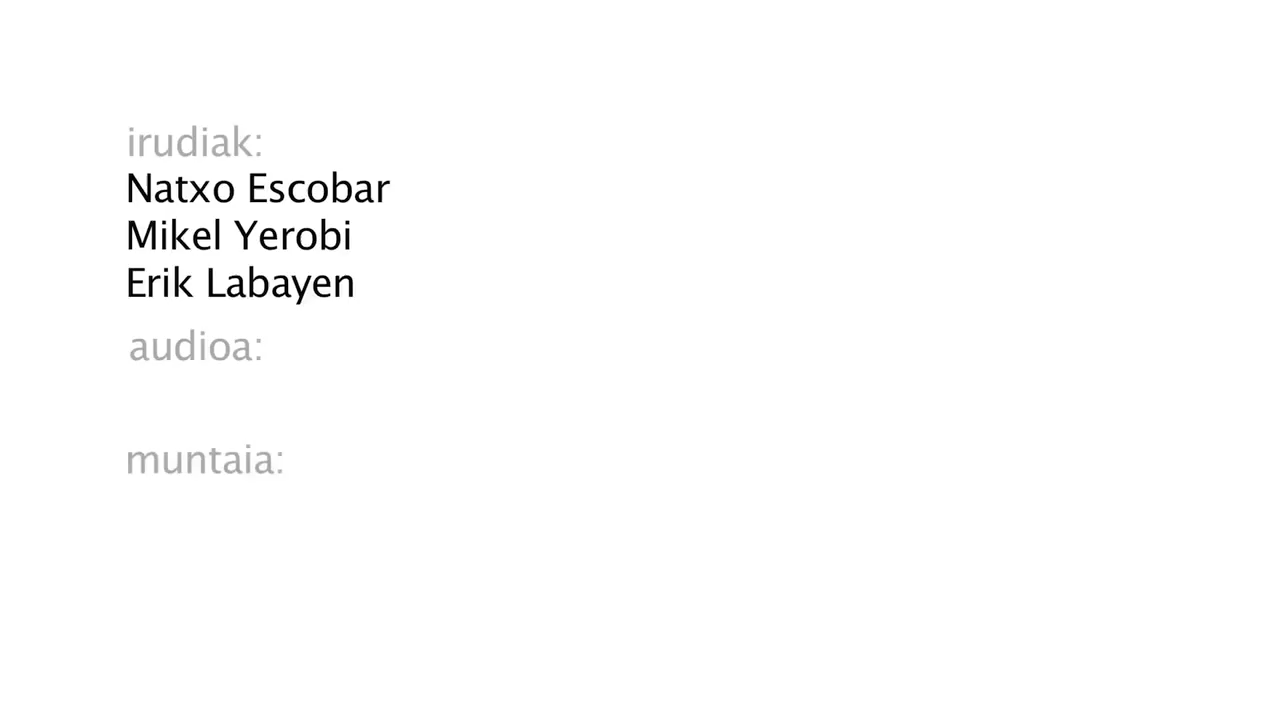 irudiak:
Natxo Escobar
Mikel Yerobi
Erik Labayen
audioa:
muntaia: